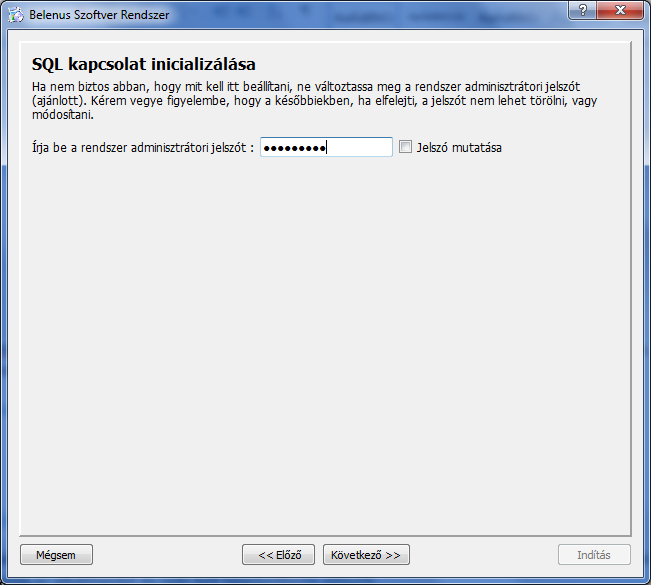 Belenus Szoftver Rendszer
?
SQL kapcsolat inicializálása
Ha nem biztos abban, hogy mit kell itt beállítani, ne változtassa meg a rendszer adminisztrátori jelszót
(ajánlott). Kérem vegye figyelembe, hogy a későbbiekben, ha elfelejti, a jelszót nem lehet törölni, vagy
módosítani.
Írja be a rendszer adminisztrátori jelszót : ●●●●●●●●● Jelszó mutatása
Mégsem << Előző Következő >> Indítás